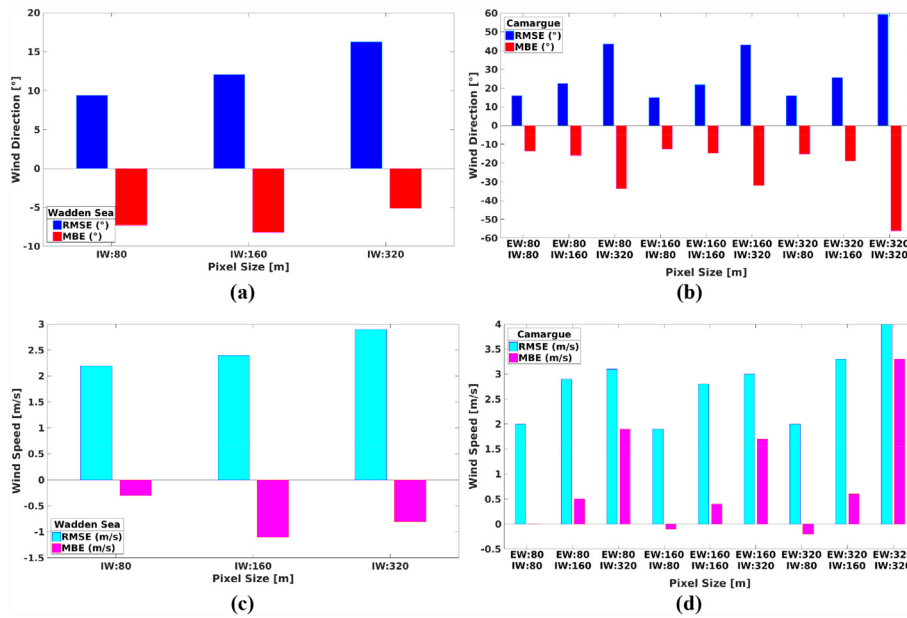 20
15
10
5
0
-5
-10
Wind Direction [°]
Wadden Sea
RMSE (°)
MBE (°)
IW:80
IW:160
IW:320
Pixel Size [m]
(a)
60
50
40
30
20
10
0
-10
-20
-30
-40
-50
-60
Wind Direction [°]
Camargue
RMSE (°)
MBE (°)
EW:80 EW:80 EW:80 EW:160 EW:160 EW:160 EW:320 EW:320 EW:320
IW:80 IW:160 IW:320 IW:80 IW:160 IW:320 IW:80 IW:160 IW:320
Pixel Size [m]
(b)
3
2.5
2
1.5
1
0.5
0
-0.5
-1
-1.5
Wind Speed [m/s]
Wadden Sea
RMSE (m/s)
MBE (m/s)
IW:80
IW:160
IW:320
Pixel Size [m]
(c)
4
3.5
3
2.5
2
1.5
1
0.5
0
-0.5
Wind Speed [m/s]
Camargue
RMSE (m/s)
MBE (m/s)
EW:80 EW:80 EW:80 EW:160 EW:160 EW:160 EW:320 EW:320 EW:320
IW:80 IW:160 IW:320 IW:80 IW:160 IW:320 IW:80 IW:160 IW:320
Pixel Size [m]
(d)